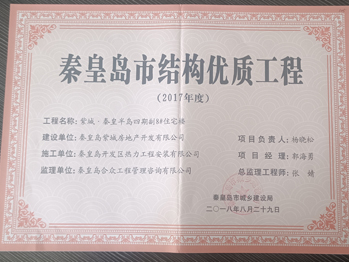 秦皇岛市结构优质工程
(2017年度)
工程名称：紫城·秦皇半岛四期副8#住宅楼
建设单位：秦皇岛紫城房地产开发有限公司 项目负责人：杨晓松
施工单位：秦皇岛开发区热力工程安装有限公司 项目经理：郭海勇
监理单位：秦皇岛合众工程管理咨询有限公司 总监理工程师：张
秦皇岛市城乡建设局
二〇一八年八月二十九日